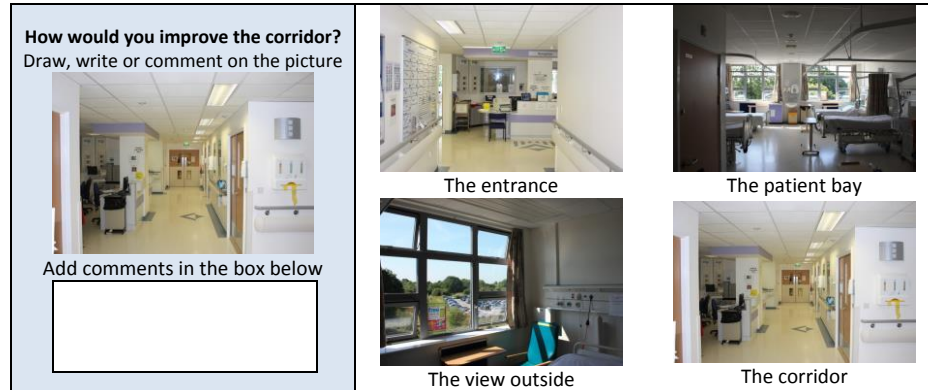 How would you improve the corridor?
Draw, write or comment on the picture
Add comments in the box below
The entrance
The patient bay
The view outside
The corridor